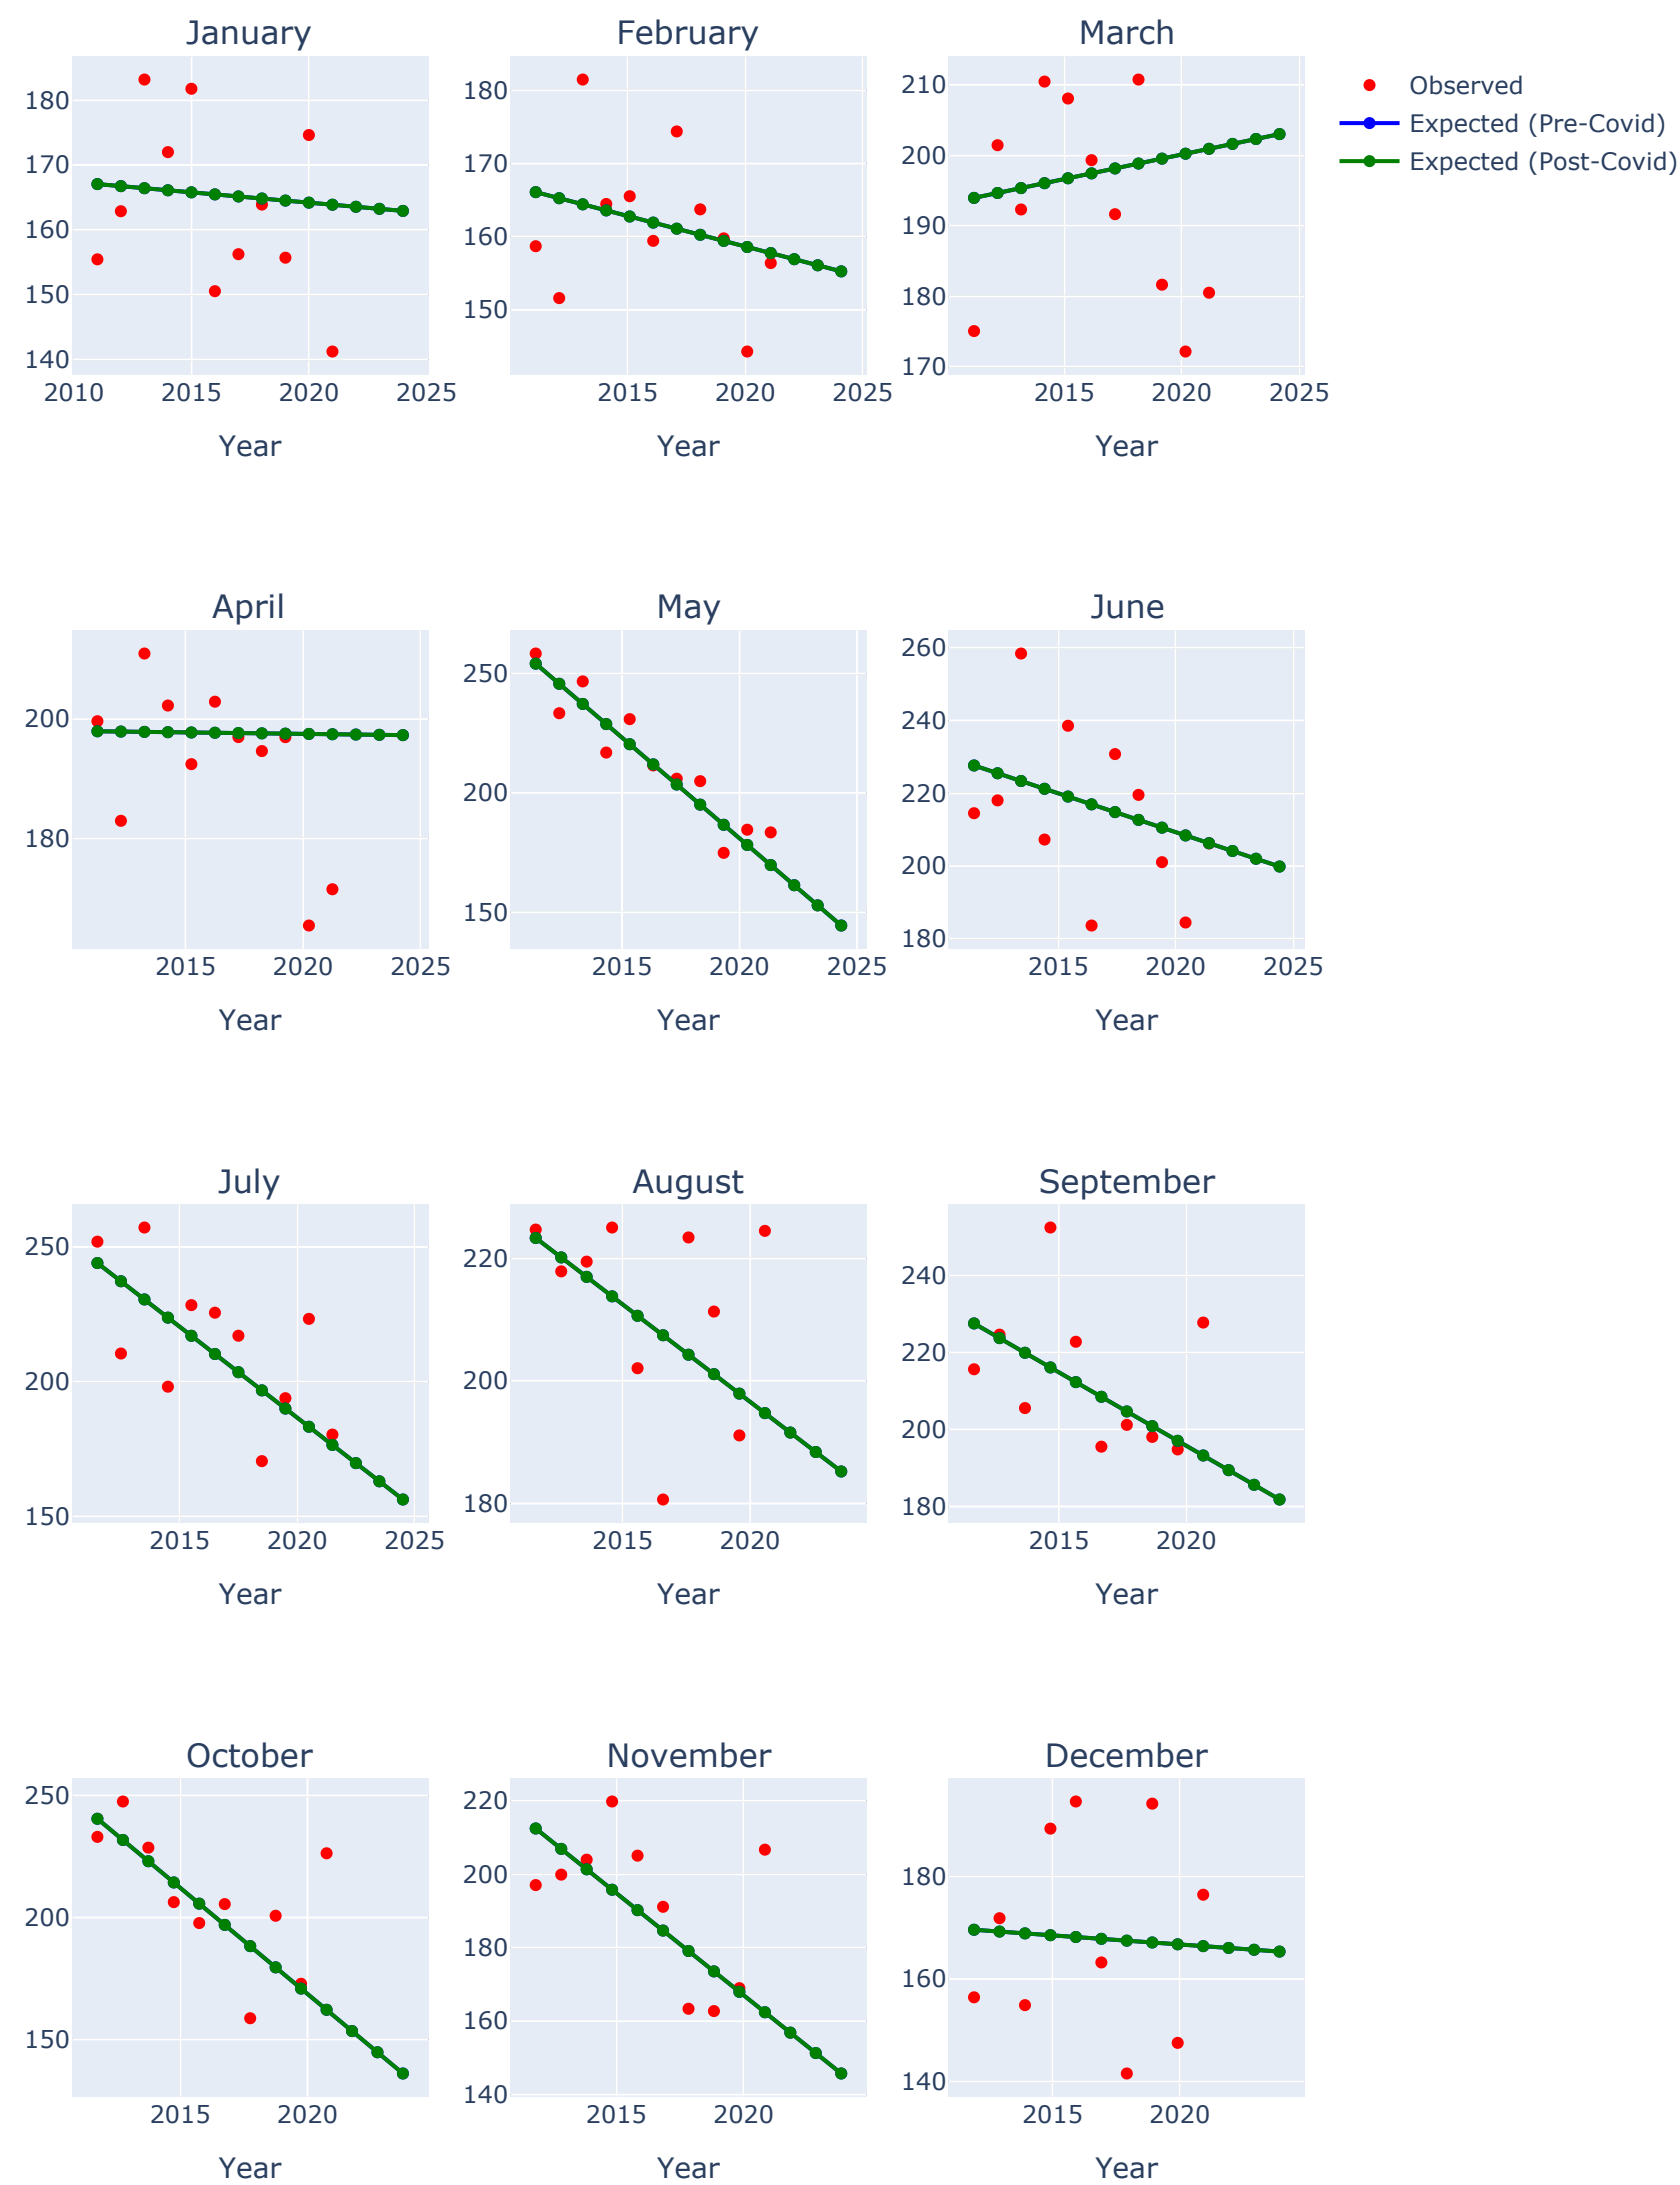 January
February
March
180
170
160
150
140
2010
2015
2020
2025
Year
180
170
160
150
2015
2020
2025
Year
210
200
190
180
170
2015
2020
2025
Year
Observed
Expected (Pre-Covid)
Expected (Post-Covid)
April
May
June
200
180
2015
2020
2025
Year
250
200
150
2015
2020
2025
Year
260
240
220
200
180
2015
2020
2025
Year
July
August
September
250
200
150
2015
2020
2025
Year
220
200
180
2015
2020
Year
240
220
200
180
2015
2020
Year
October
November
December
250
200
150
2015
2020
Year
220
200
180
160
140
2015
2020
Year
180
160
140
2015
2020
Year